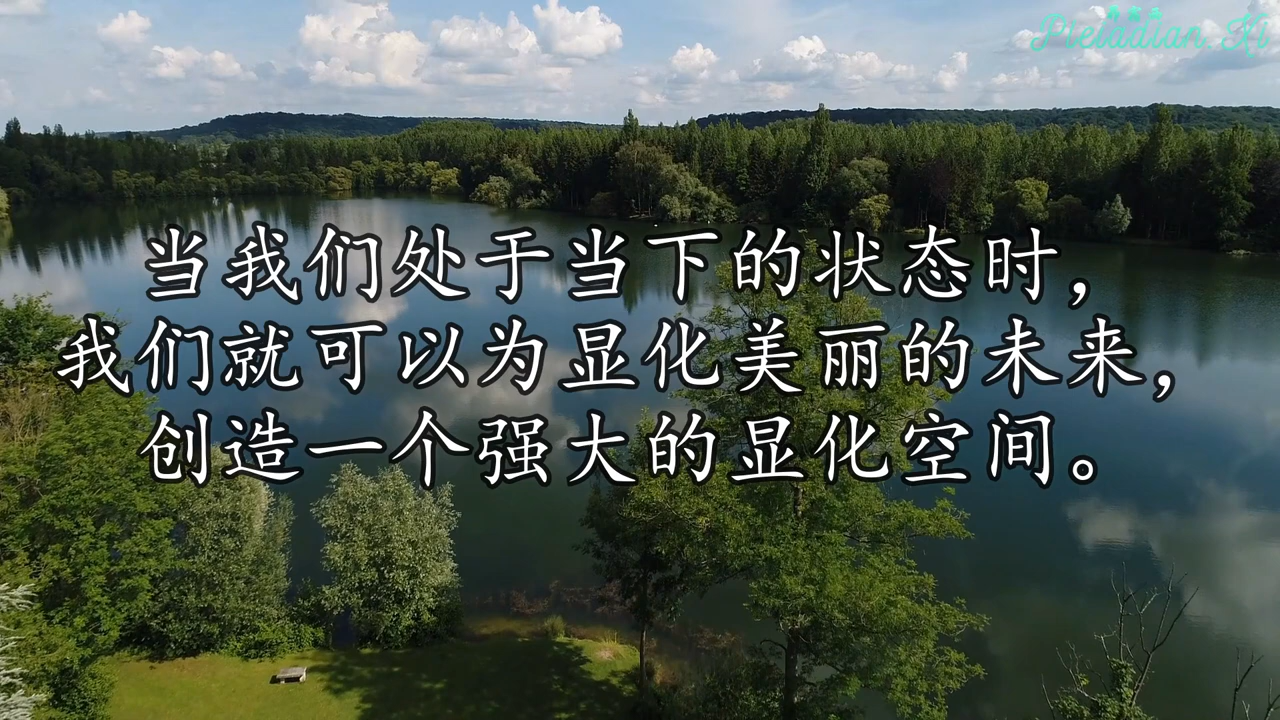 Pleiadian Ki
当我们处于当下的状态时，
我们就可以为显化美丽的未来，
创造一个强大的显化空间。